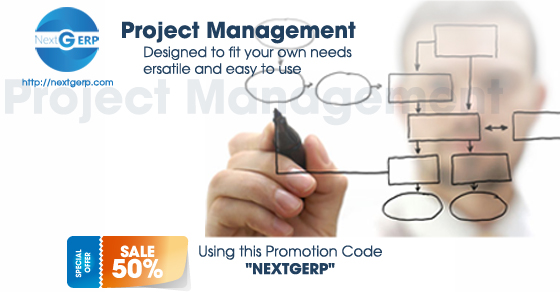 NextGERP
http://nextgerp.com
Project Management
Designed to fit your own needs
ersatile and easy to use
Project Management
SPECIAL
OFFER
SALE
50%
Using this Promotion Code
"NEXTGERP"